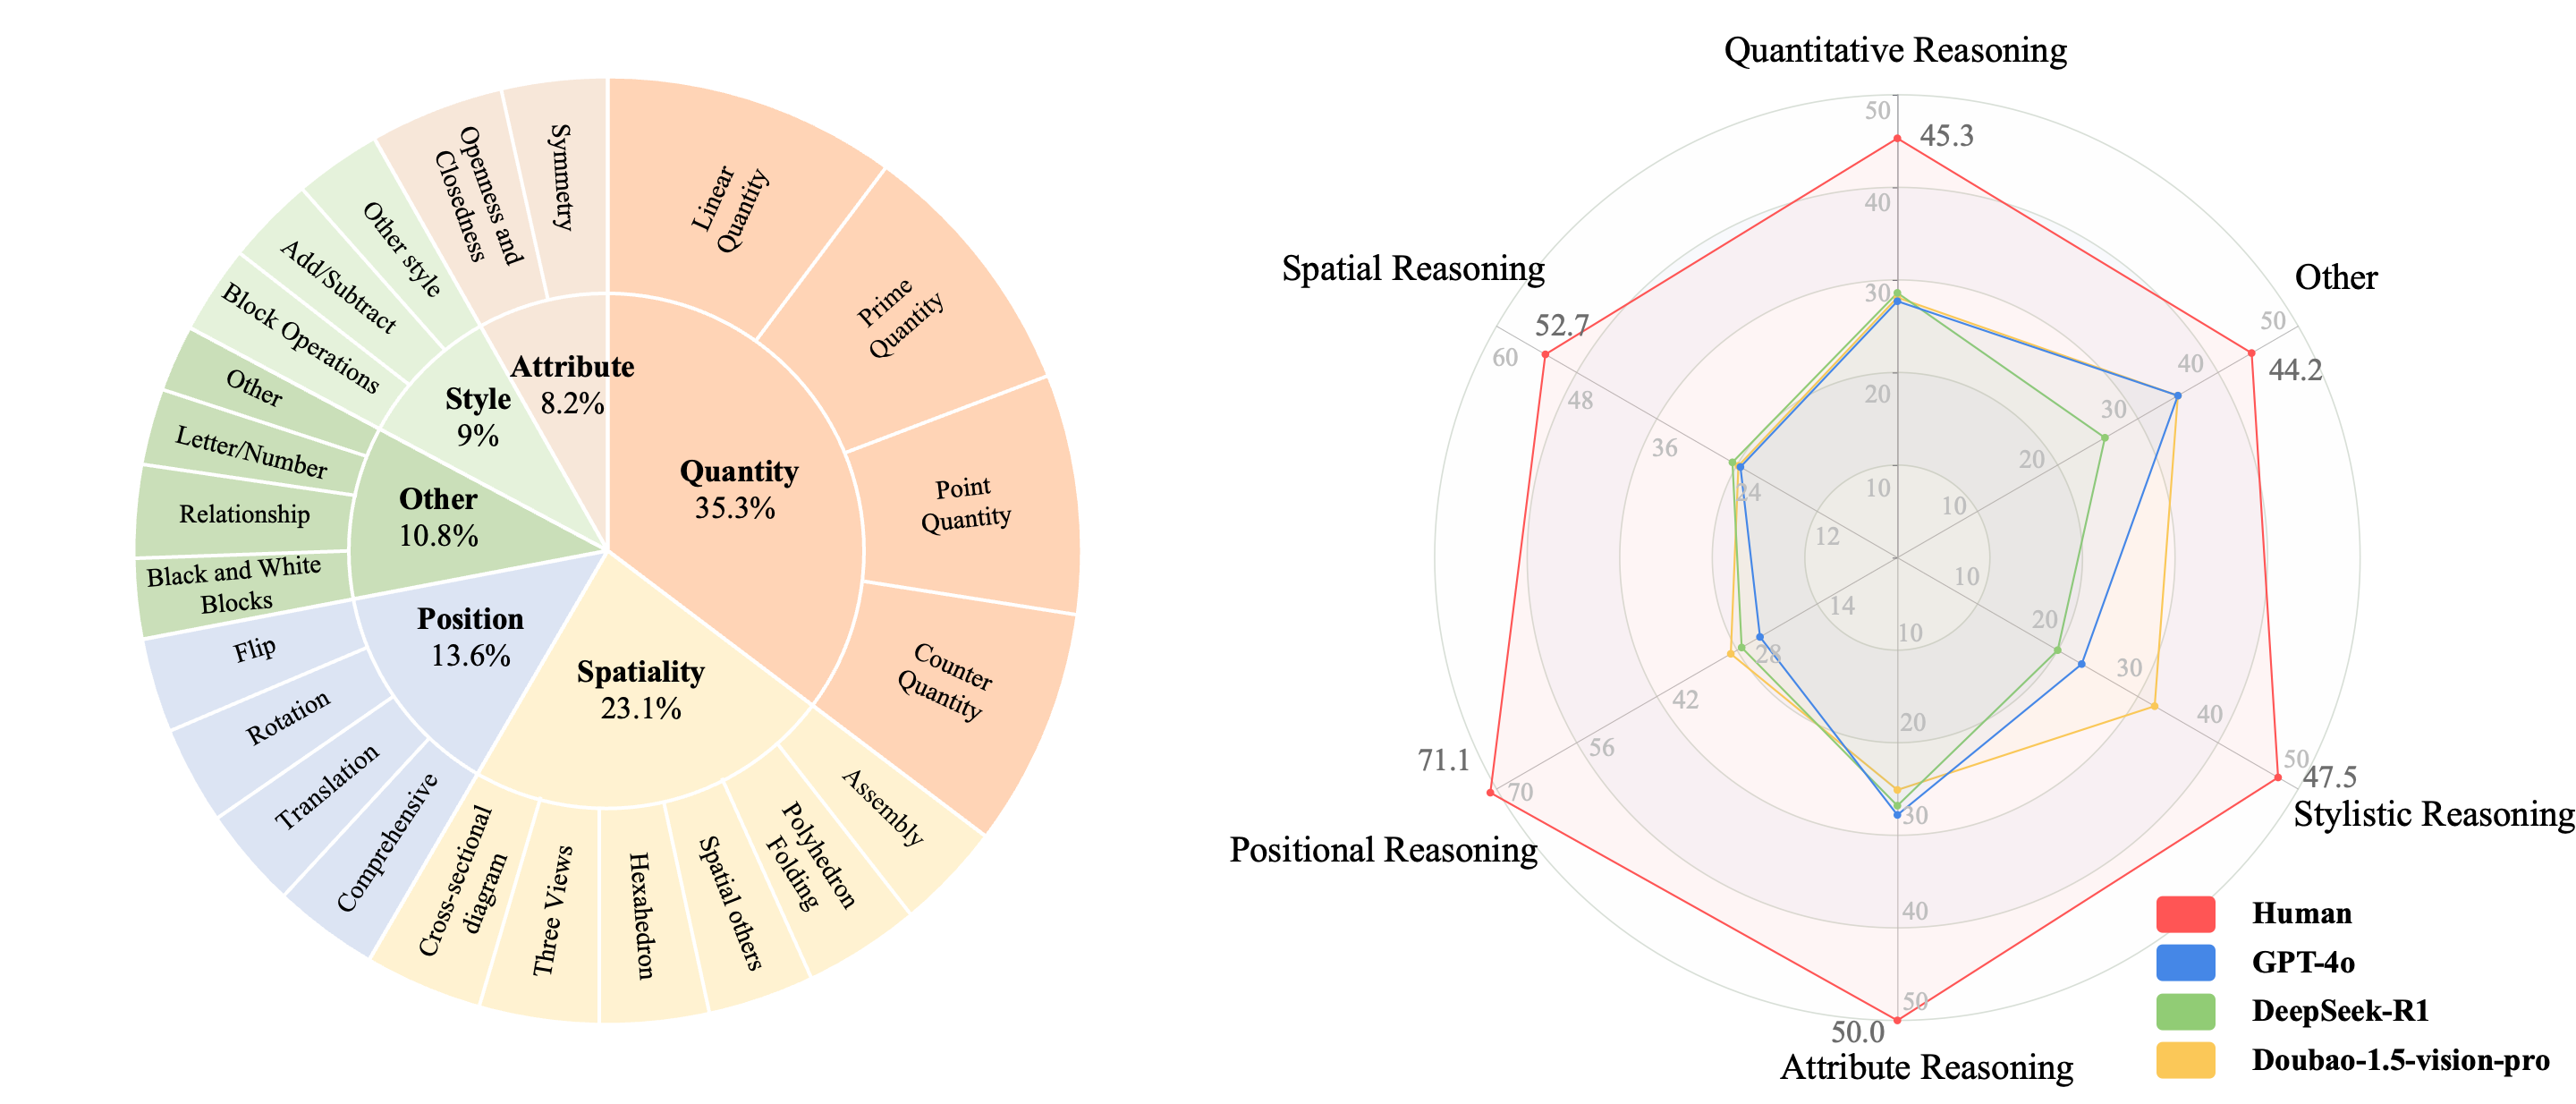 Symmetry
Openness and
Closedness
Other style
Add/Subtract
Block Operations
Other
Letter/Number
Relationship
Black and White
Blocks
Flip
Rotation
Translation
Comprehensive
Cross-sectional
diagram
Three Views
Hexahedron
Spatial others
Polyhedron
Folding
Assembly
Counter
Quantity
Point
Quantity
Prime
Quantity
Linear
Quantity
Attribute
8.2%
Style
9%
Other
10.8%
Position
13.6%
Spatiality
23.1%
Quantity
35.3%
Quantitative Reasoning
50
45.3
40
30
20
10
Other
50
44.2
40
30
20
10
Spatial Reasoning
52.7
60
48
36
24
12
Positional Reasoning
71.1
70
56
42
28
14
Attribute Reasoning
50.0
50
40
30
20
10
Stylistic Reasoning
47.5
50
40
30
20
10
Human
GPT-4o
DeepSeek-R1
Doubao-1.5-vision-pro